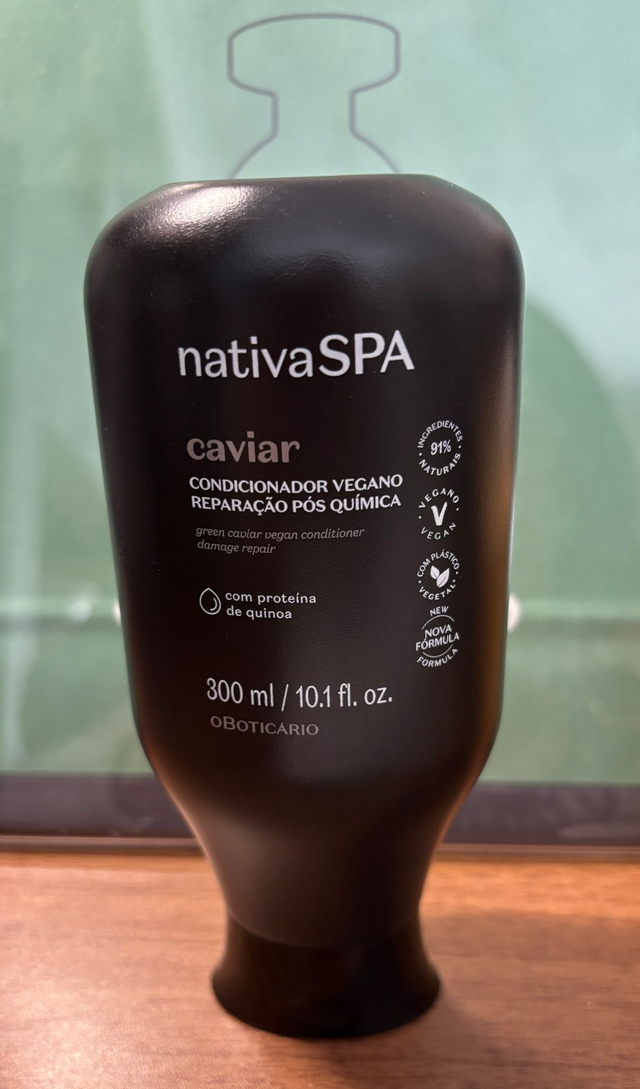 nativaSPA
caviar
CONDICIONADOR VEGANO
REPARAÇÃO PÓS QUÍMICA
green caviar vegan conditioner
damage repair
com proteína
de quinoa
300 ml / 10.1 fl. oz.
oBOTICÁRIO
INGREDIENTES
91%
NATURAIS
VEGANO
V
VEGAN
COM PLÁSTICO
VEGETAL
NEW
NOVA
FÓRMULA
FORMULA